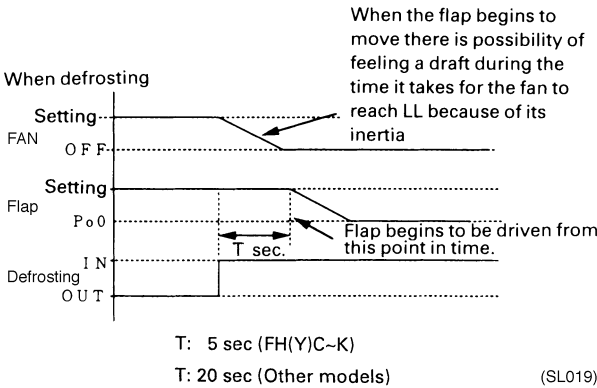 When the flap begins to
move there is possibility of
feeling a draft during the
time it takes for the fan to
reach LL because of its
inertia
When defrosting
Setting
FAN
OFF
Setting
Flap
Po0
Flap begins to be driven from
this point in time.
T sec.
IN
Defrosting
OUT
T: 5 sec (FH(Y)C~K)
T: 20 sec (Other models)
(SL019)